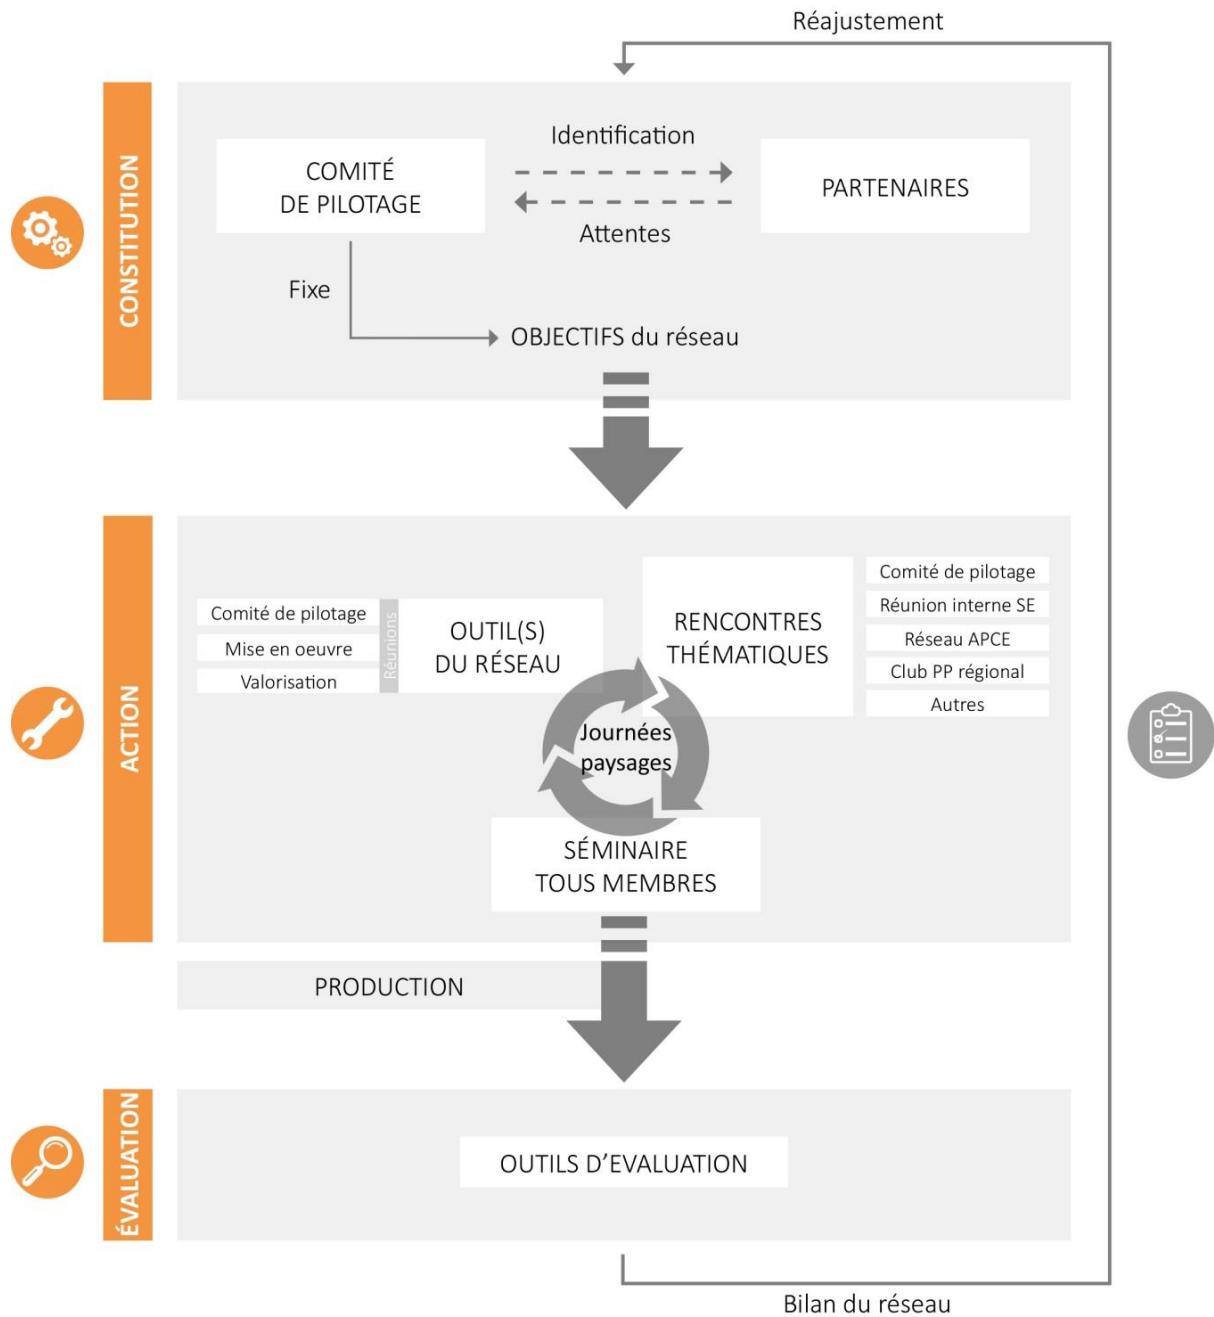 Réajustement
CONSTITUTION
COMITÉ
DE PILOTAGE
Identification
Attentes
PARTENAIRES
Fixe
OBJECTIFS du réseau
ACTION
Comité de pilotage
Mise en oeuvre
Valorisation
Réunions
OUTIL(S)
DU RÉSEAU
RENCONTRES
THÉMATIQUES
Comité de pilotage
Réunion interne SE
Réseau APCE
Club PP régional
Autres
Journées
paysages
SÉMINAIRE
TOUS MEMBRES
PRODUCTION
ÉVALUATION
OUTILS D’EVALUATION
Bilan du réseau